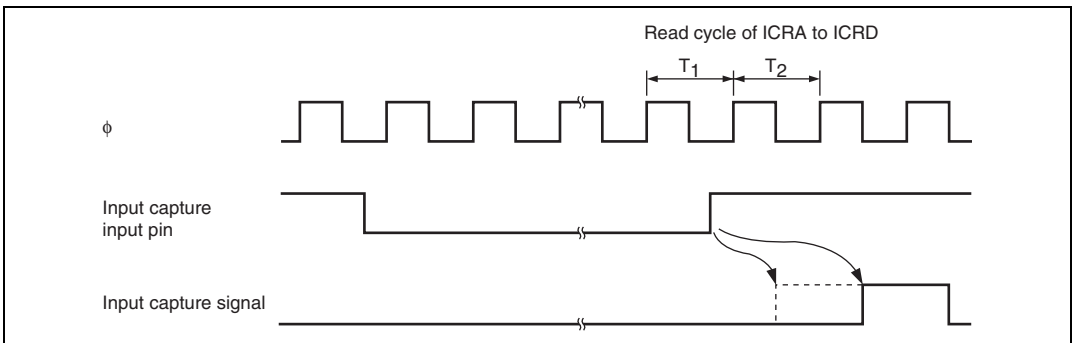 Read cycle of ICRA to ICRD
T1 T2
ϕ
Input capture
input pin
Input capture signal